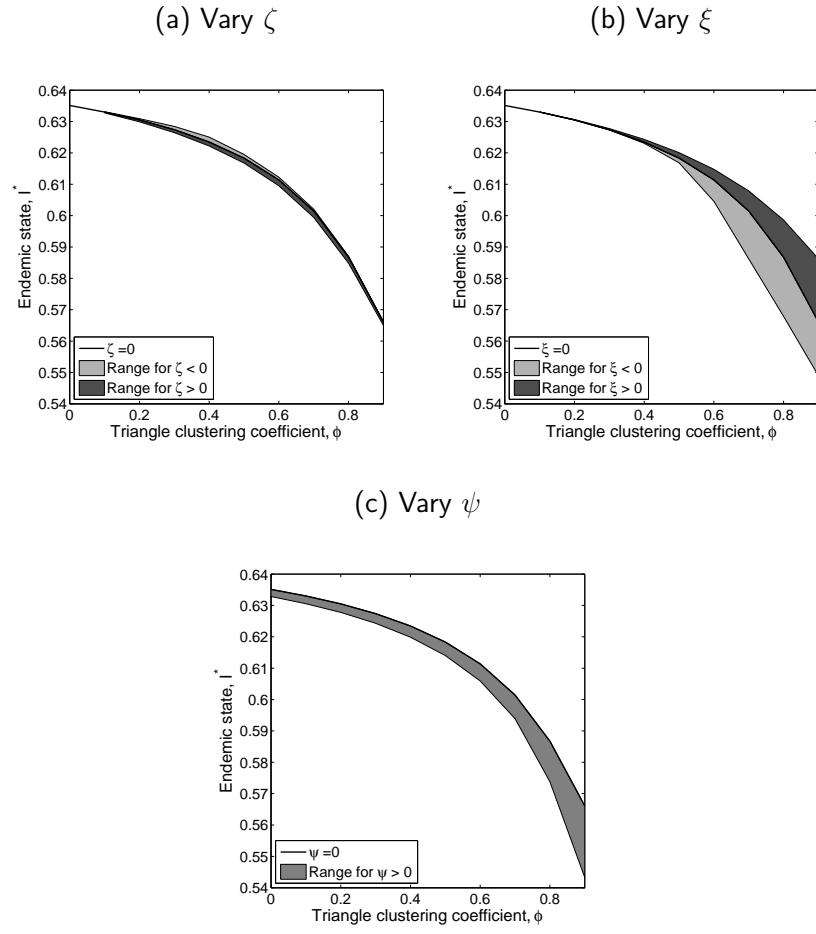 (a) Vary ζ
(b) Vary ξ
0.64
0.63
0.62
0.61
0.6
0.59
0.58
0.57
0.56
0.55
0.54
Endemic state, I*
ζ =0
Range for ζ < 0
Range for ζ > 0
0 0.2 0.4 0.6 0.8
Triangle clustering coefficient, ϕ
0.64
0.63
0.62
0.61
0.6
0.59
0.58
0.57
0.56
0.55
0.54
Endemic state, I*
ξ =0
Range for ξ < 0
Range for ξ > 0
0 0.2 0.4 0.6 0.8
Triangle clustering coefficient, ϕ
(c) Vary ψ
0.64
0.63
0.62
0.61
0.6
0.59
0.58
0.57
0.56
0.55
0.54
Endemic state, I*
ψ =0
Range for ψ > 0
0 0.2 0.4 0.6 0.8
Triangle clustering coefficient, ϕ